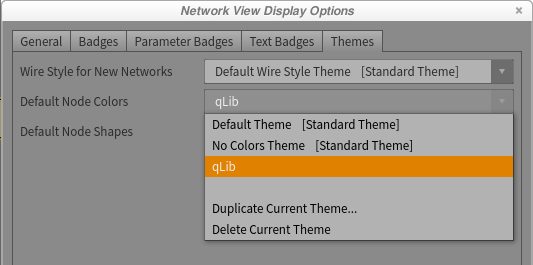 Network View Display Options
General Badges Parameter Badges Text Badges Themes
Wire Style for New Networks Default Wire Style Theme [Standard Theme]
Default Node Colors qLib
Default Node Shapes Default Theme [Standard Theme]
No Colors Theme [Standard Theme]
qLib
Duplicate Current Theme...
Delete Current Theme